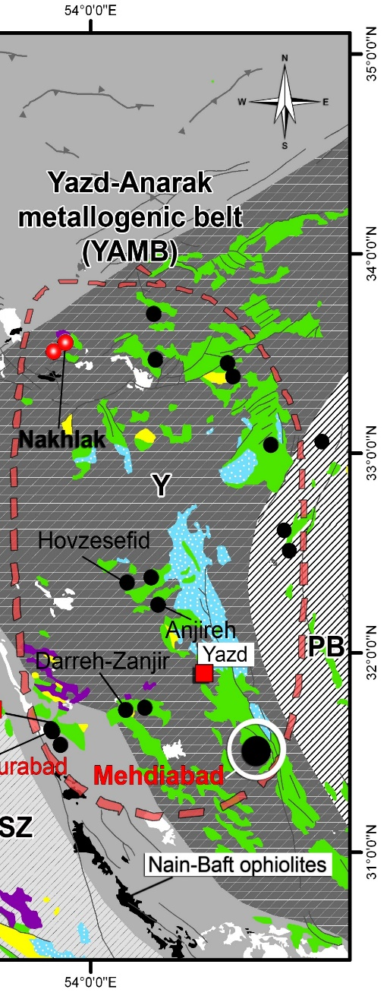 54°0'0"E
35°0'0"N
N
W
E
S
Yazd-Anarak
metallogenic belt
(YAMB)
34°0'0"N
Nakhlak
33°0'0"N
Y
Hovzesefid
Anjireh
PB
32°0'0"N
Yazd
Darreh-Zanjir
urabad
Mehdiabad
SZ
31°0'0"N
Nain-Baft ophiolites
54°0'0"E